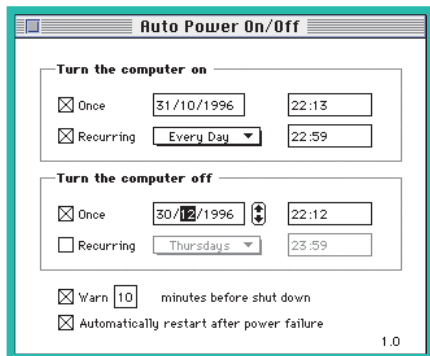 Auto Power On/Off
Turn the computer on
Once 31/10/1996 22:13
Recurring Every Day 22:59
Turn the computer off
Once 30/12/1996 22:12
Recurring Thursdays 23:59
Warn 10 minutes before shut down
Automatically restart after power failure
1.0